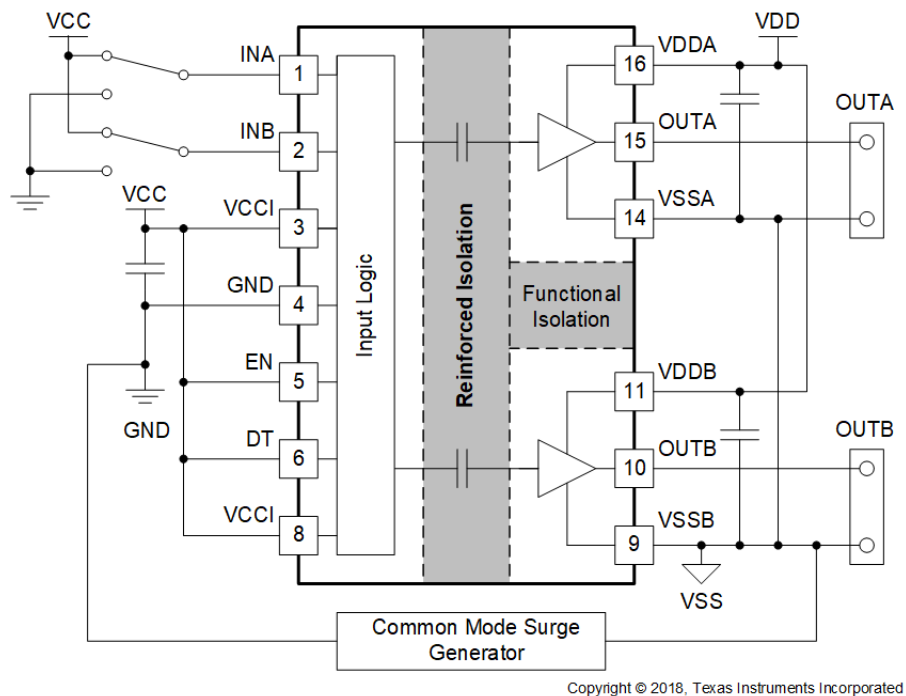 VCC
INA
1
INB
2
VCC
VCCI
3
GND
4
EN
5
GND
DT
6
VCCI
8
Input Logic
Reinforced Isolation
Functional
Isolation
VDDA
VDD
16
OUTA
OUTA
15
VSSA
14
VDDB
11
OUTB
OUTB
10
VSSB
9
VSS
Common Mode Surge
Generator
Copyright © 2018, Texas Instruments Incorporated